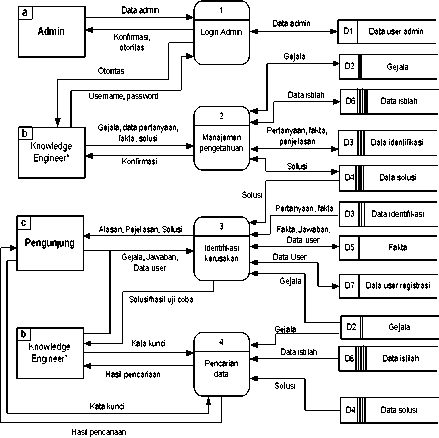 a
Admin
Data admin
Konfirmasi,
otoritas
1
Login Admin
Data admin
D1 Data user admin
Otoritas
Username, password
Gejala
D2 Gejala
Data istilah
D6 Data istilah
b
Knowledge
Engineer*
Gejala, data pertanyaan,
fakta, solusi
Konfirmasi
2
Manajemen
pengetahuan
Pertanyaan, fakta,
penjelasan
D3 Data identifikasi
Solusi
D4 Data solusi
Solusi
c
Pengunjung
Alasan, Penjelasan, Solusi
Gejala, Jawaban,
Data user
3
Identifikasi
kerusakan
Pertanyaan, fakta
D3 Data identifikasi
Fakta, Jawaban,
Data user
D5 Fakta
Data User
D7 Data user registrasi
Gejala
Solusi/hasil uji coba
D2 Gejala
b
Knowledge
Engineer*
Kata kunci
Hasil pencarian
4
Pencarian
data
Gejala
Data istilah
D6 Data istilah
Solusi
D4 Data solusi
Kata kunci
Hasil pencarian